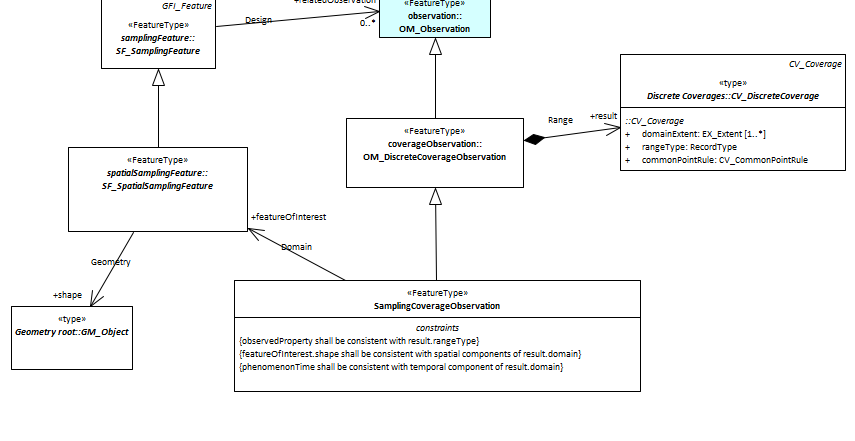 GFI_Feature
«FeatureType»
samplingFeature::
SF_SamplingFeature
+relatedObservation
Design
0..*
«FeatureType»
observation::
OM_Observation
CV_Coverage
«type»
Discrete Coverages::CV_DiscreteCoverage
::CV_Coverage
+ domainExtent: EX_Extent [1..*]
+ rangeType: RecordType
+ commonPointRule: CV_CommonPointRule
«FeatureType»
coverageObservation::
OM_DiscreteCoverageObservation
Range
+result
«FeatureType»
spatialSamplingFeature::
SF_SpatialSamplingFeature
+featureOfInterest
Domain
Geometry
+shape
«type»
Geometry root::GM_Object
«FeatureType»
SamplingCoverageObservation
constraints
{observedProperty shall be consistent with result.rangeType}
{featureOfInterest.shape shall be consistent with spatial components of result.domain}
{phenomenonTime shall be consistent with temporal component of result.domain}